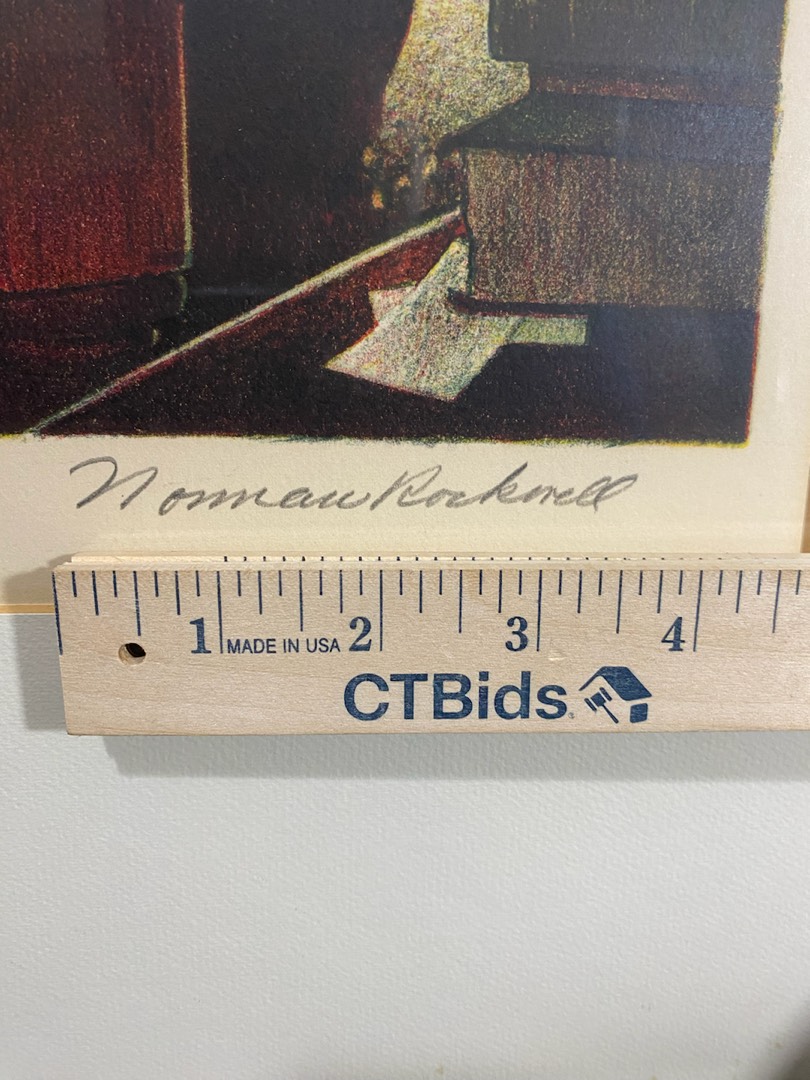 Norman Rockwell
1 MADE IN USA 2 3 4
CTBids